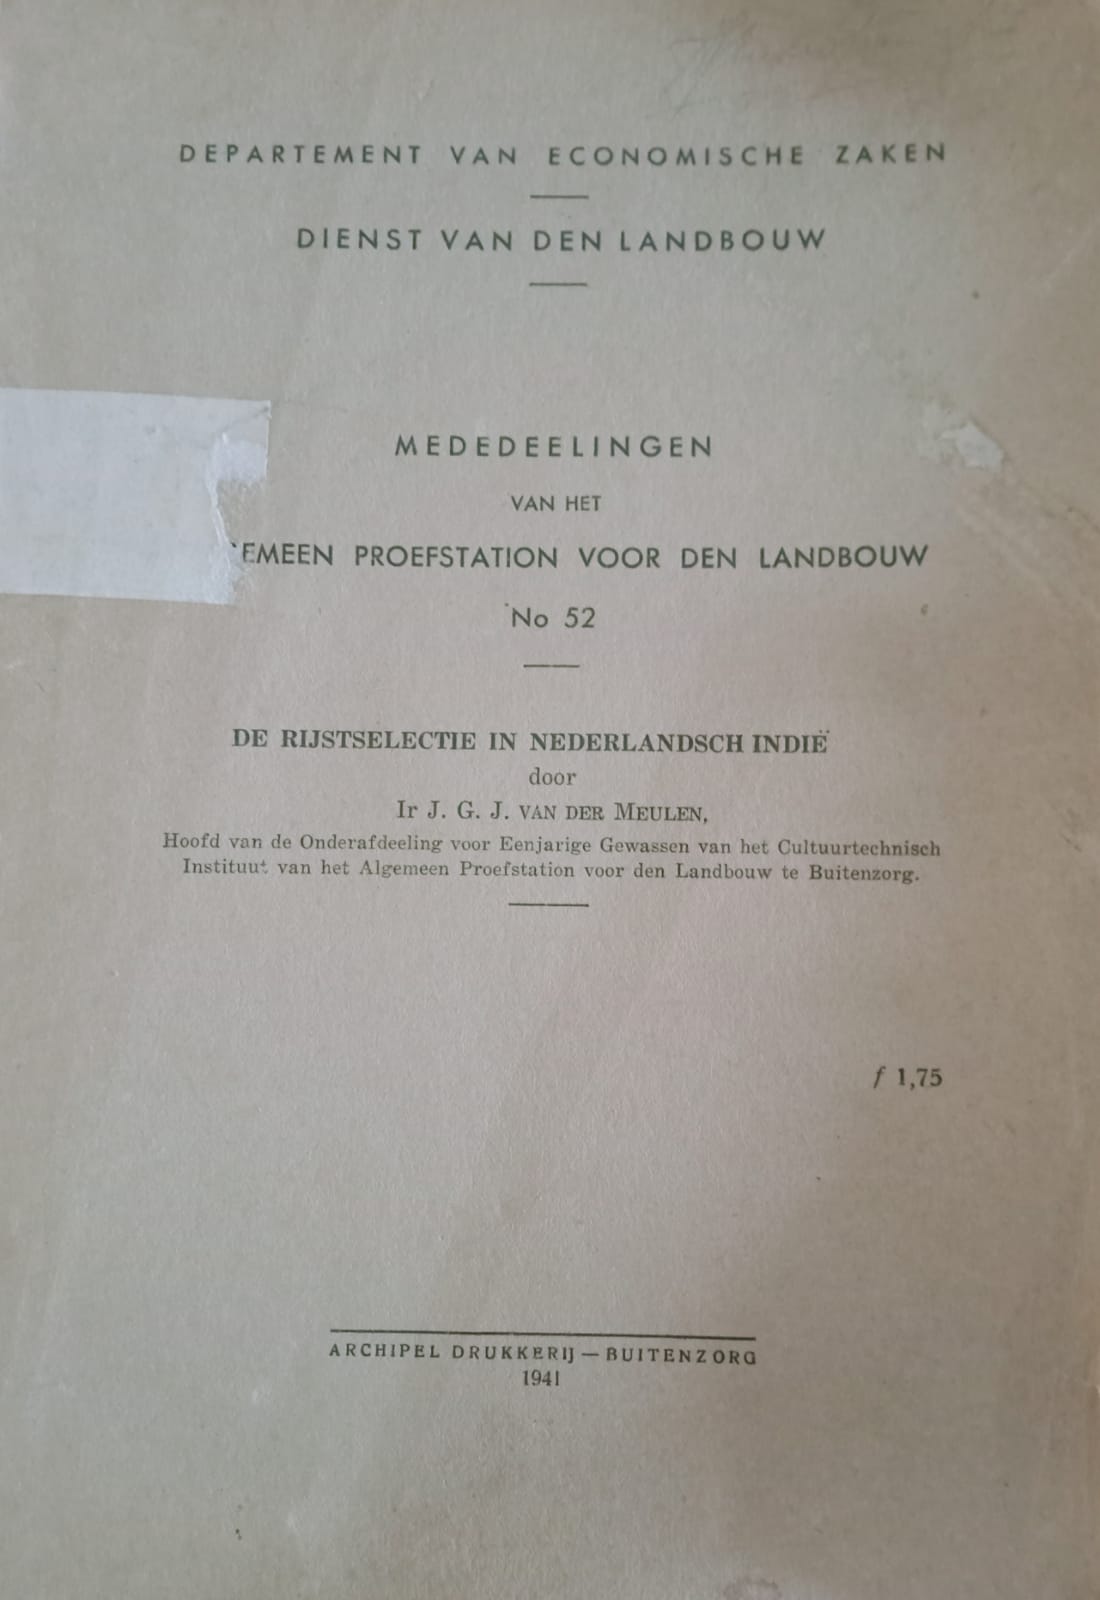 DEPARTEMENT VAN ECONOMISCHE ZAKEN
DIENST VAN DEN LANDBOUW
MEDEDEELINGEN
VAN HET
EMEEN PROEFSTATION VOOR DEN LANDBOUW
No 52
DE RIJSTSELECTIE IN NEDERLANDSCH INDIË
door
Ir J. G. J. VAN DER MEULEN,
Hoofd van de Onderafdeeling voor Eenjarige Gewassen van het Cultuurtechnisch
Instituut van het Algemeen Proefstation voor den Landbouw te Buitenzorg.
f 1,75
ARCHIPEL DRUKKERIJ — BUITENZORG
1941